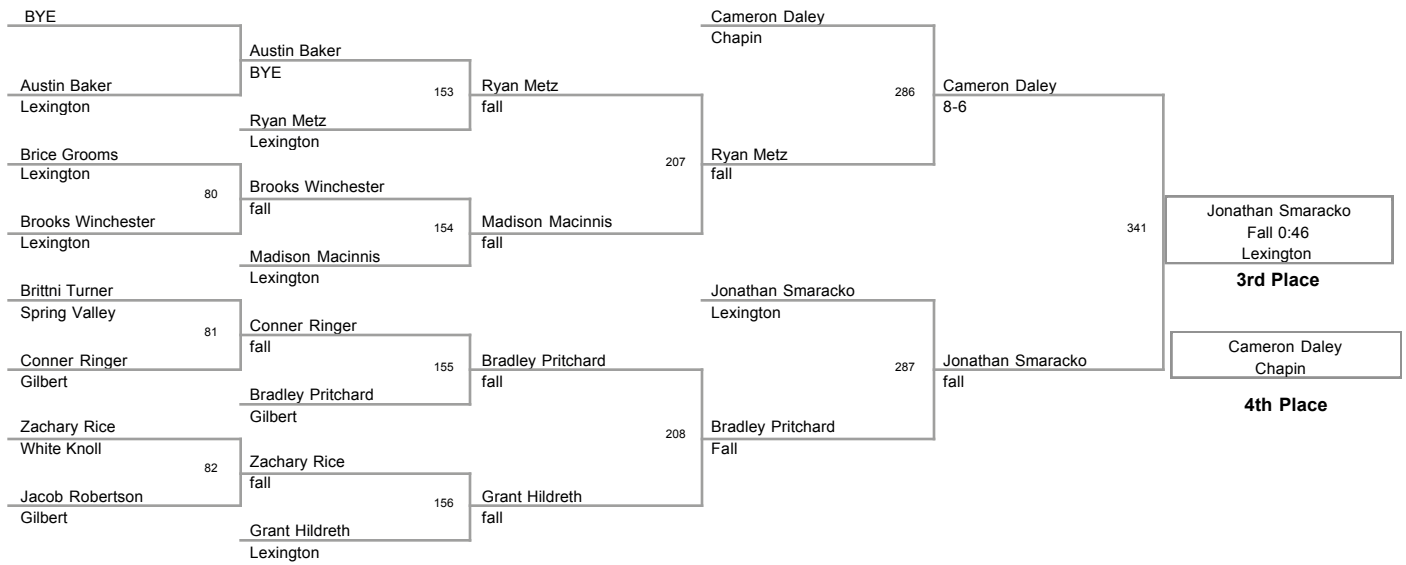 BYE
Austin Baker
Lexington
Brice Grooms
Lexington
80
Brooks Winchester
Lexington
Brittni Turner
Spring Valley
81
Conner Ringer
Gilbert
Zachary Rice
White Knoll
82
Jacob Robertson
Gilbert
Austin Baker
BYE
153
Ryan Metz
Lexington
Brooks Winchester
fall
154
Madison Macinnis
Lexington
Conner Ringer
fall
155
Bradley Pritchard
Gilbert
Zachary Rice
fall
156
Grant Hildreth
Lexington
Ryan Metz
fall
207
Madison Macinnis
fall
Bradley Pritchard
fall
208
Grant Hildreth
fall
Cameron Daley
Chapin
286
Ryan Metz
fall
Jonathan Smaracko
Lexington
287
Bradley Pritchard
Fall
Cameron Daley
8-6
341
Jonathan Smaracko
fall
Jonathan Smaracko
Fall 0:46
Lexington
3rd Place
Cameron Daley
Chapin
4th Place